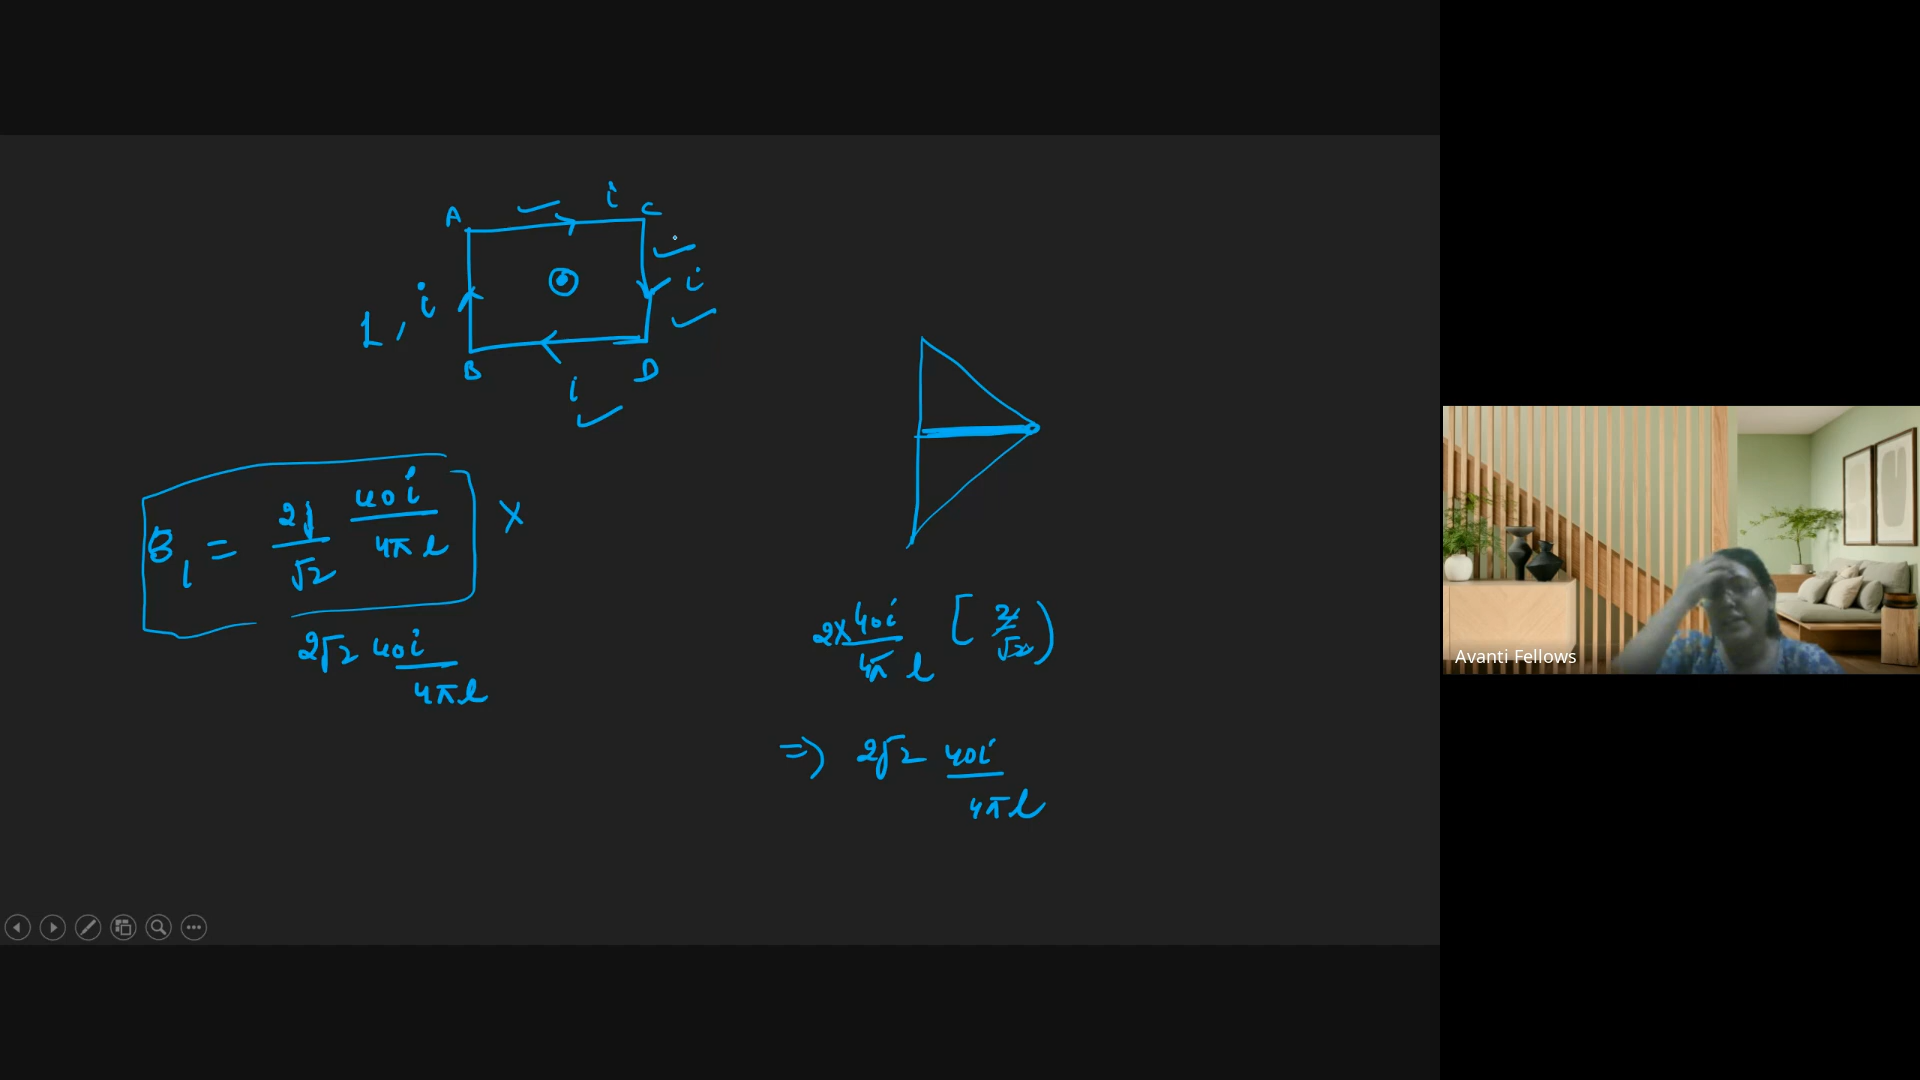 A i C
i i
1, i
B D
i
B₁ = 2/√2 μ₀i/4πl ×
2√2 μ₀i/4πl
2×μ₀i/4πl [2/√2)
⇒ 2√2 μ₀i/4πl
Avanti Fellows